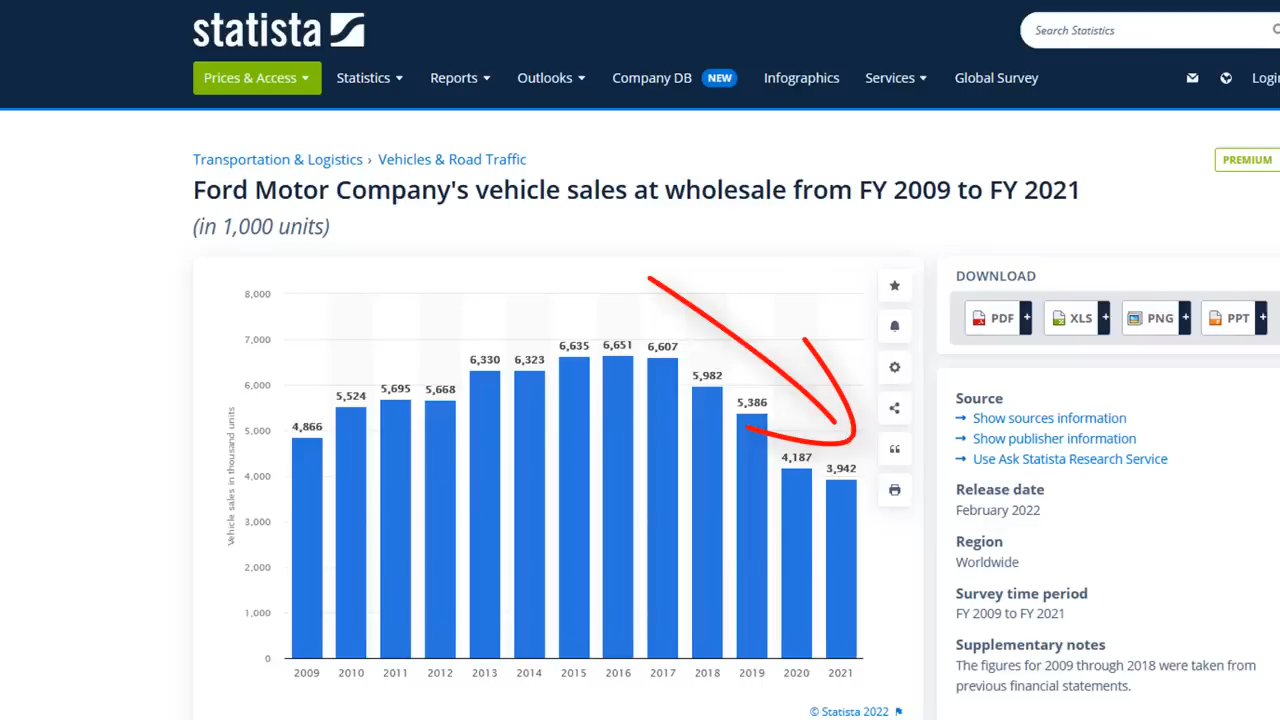 statista
Search Statistics
Prices & Access Statistics Reports Outlooks Company DB NEW Infographics Services Global Survey Login
Transportation & Logistics › Vehicles & Road Traffic
PREMIUM
Ford Motor Company's vehicle sales at wholesale from FY 2009 to FY 2021
(in 1,000 units)
Vehicle sales in thousand units
8,000
7,000
6,000
5,000
4,000
3,000
2,000
1,000
0
4,866 5,524 5,695 5,668 6,330 6,323 6,635 6,651 6,607 5,982 5,386 4,187 3,942
2009 2010 2011 2012 2013 2014 2015 2016 2017 2018 2019 2020 2021
© Statista 2022
DOWNLOAD
PDF + XLS + PNG + PPT +
Source
→ Show sources information
→ Show publisher information
→ Use Ask Statista Research Service
Release date
February 2022
Region
Worldwide
Survey time period
FY 2009 to FY 2021
Supplementary notes
The figures for 2009 through 2018 were taken from
previous financial statements.